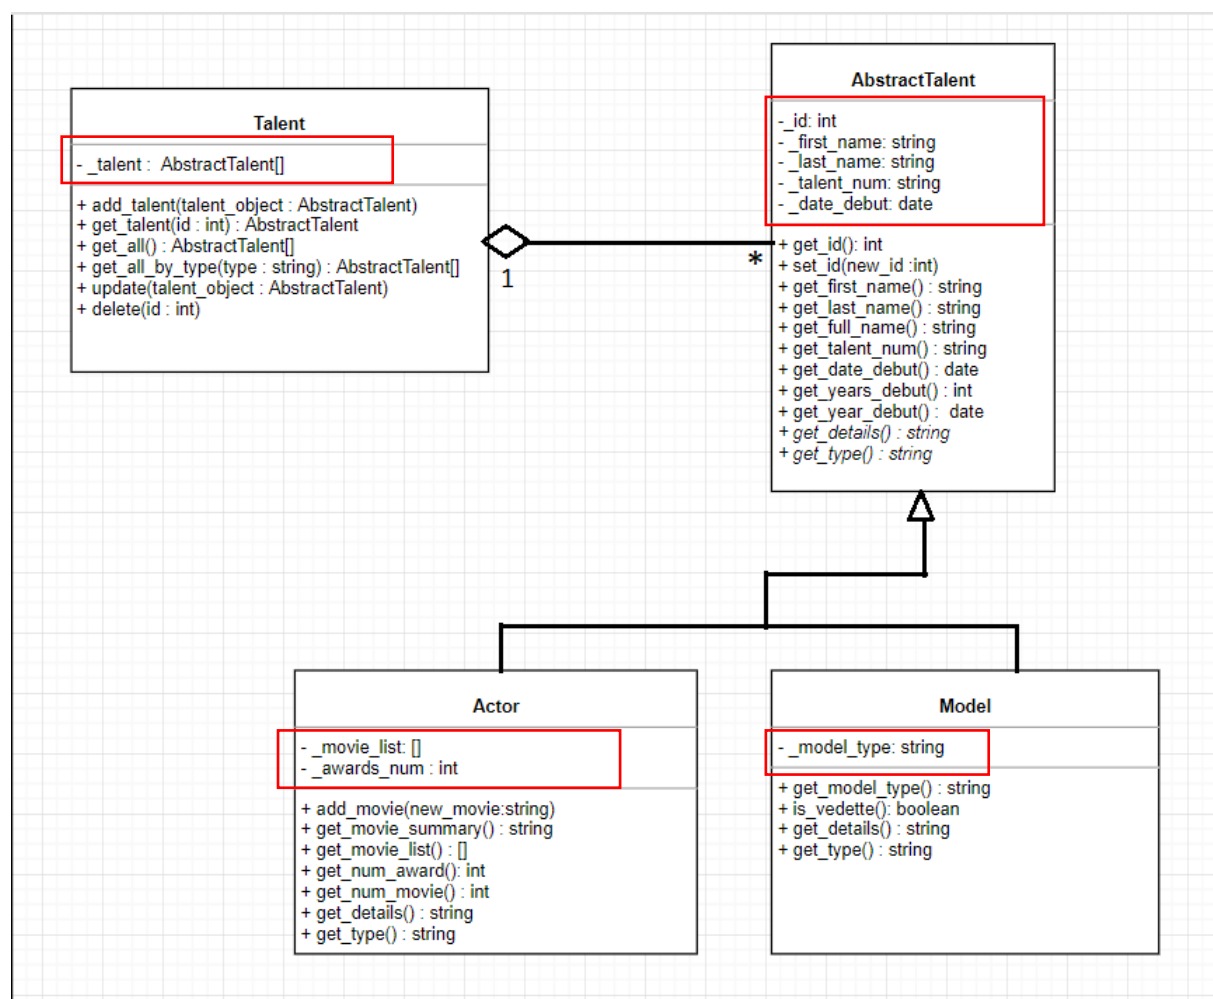 Talent
- _talent :  AbstractTalent[]
+ add_talent(talent_object : AbstractTalent)
+ get_talent(id : int) : AbstractTalent
+ get_all() : AbstractTalent[]
+ get_all_by_type(type : string) : AbstractTalent[]
+ update(talent_object : AbstractTalent)
+ delete(id : int)
1
*
AbstractTalent
-_id: int
- _first_name: string
- _last_name: string
- _talent_num: string
- _date_debut: date
+ get_id(): int
+ set_id(new_id :int)
+ get_first_name() : string
+ get_last_name() : string
+ get_full_name() : string
+ get_talent_num() : string
+ get_date_debut() : date
+ get_years_debut() : int
+ get_year_debut() :  date
+ get_details() : string
+ get_type() : string
Actor
- _movie_list: []
- _awards_num : int
+ add_movie(new_movie:string)
+ get_movie_summary() : string
+ get_movie_list() : []
+ get_num_award(): int
+ get_num_movie() : int
+ get_details() : string
+ get_type() : string
Model
- _model_type: string
+ get_model_type() : string
+ is_vedette(): boolean
+ get_details() : string
+ get_type() : string